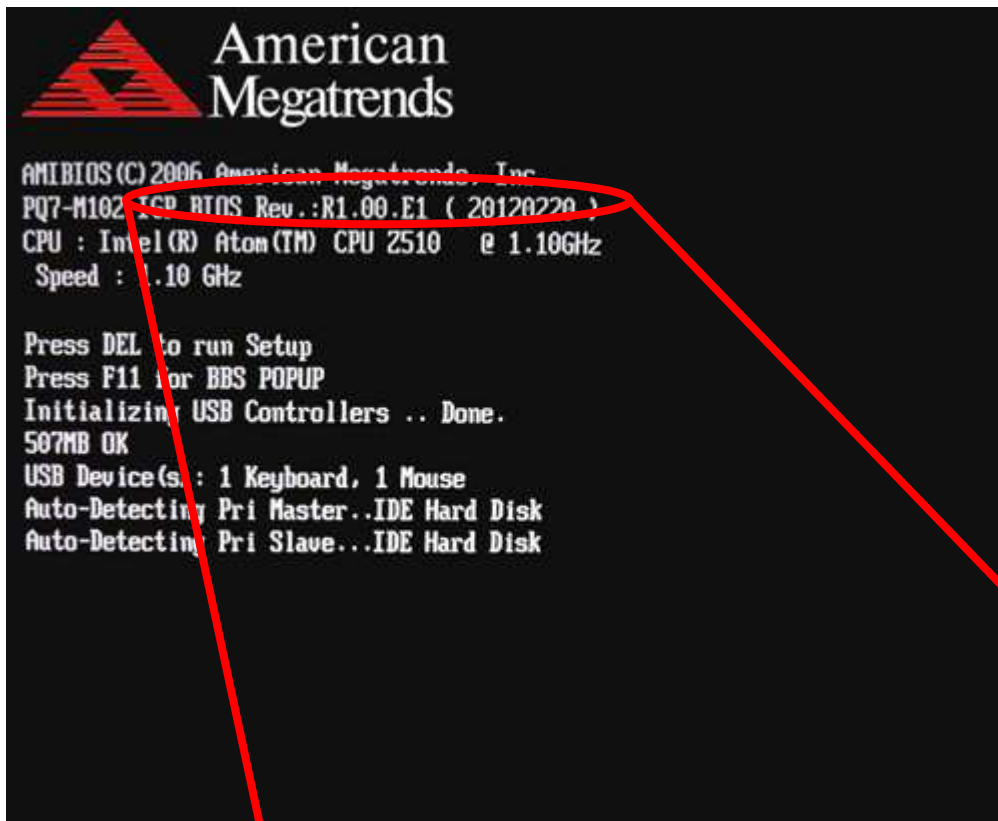 American
Megatrends
AMIBIOS(C)2006 American Megatrends, Inc.
PQ7-M102 ICP BIOS Rev.:R1.00.E1 ( 20120220 )
CPU : Intel(R) Atom(TM) CPU Z510 @ 1.10GHz
Speed : 1.10 GHz
Press DEL to run Setup
Press F11 for BBS POPUP
Initializing USB Controllers .. Done.
507MB OK
USB Device(s): 1 Keyboard, 1 Mouse
Auto-Detecting Pri Master..IDE Hard Disk
Auto-Detecting Pri Slave...IDE Hard Disk